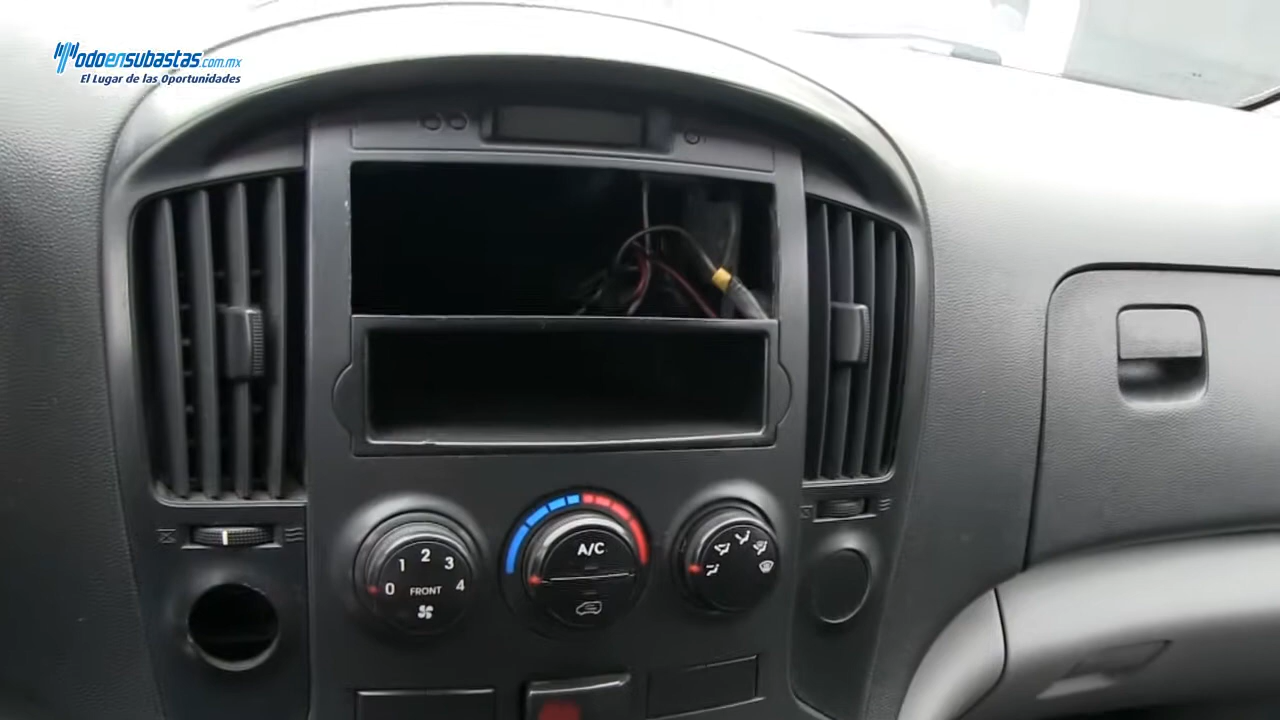 Todoensubastas.com.mx
El Lugar de las Oportunidades
A/C
0 1 2 3 4
FRONT